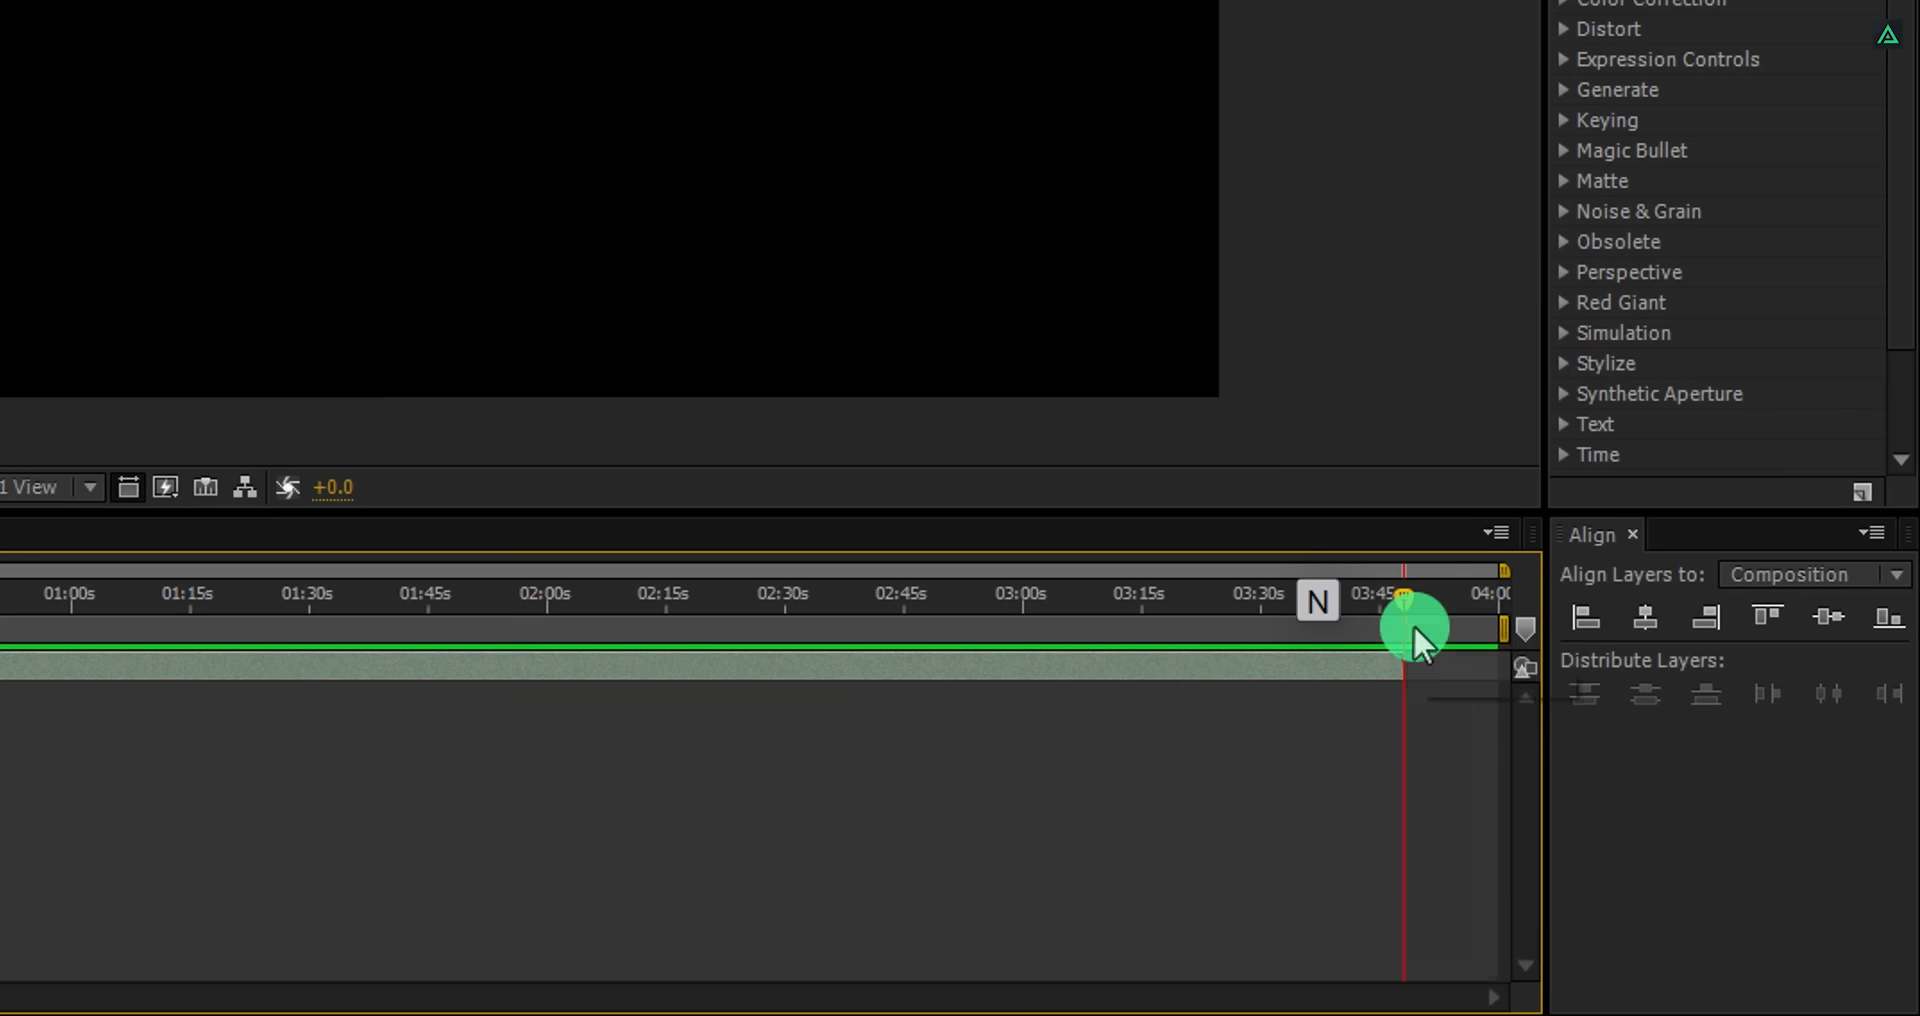 Color Correction
Distort
Expression Controls
Generate
Keying
Magic Bullet
Matte
Noise & Grain
Obsolete
Perspective
Red Giant
Simulation
Stylize
Synthetic Aperture
Text
Time
1 View
+0.0
Align
01:00s 01:15s 01:30s 01:45s 02:00s 02:15s 02:30s 02:45s 03:00s 03:15s 03:30s N 03:45s 04:00
Align Layers to: Composition
Distribute Layers: